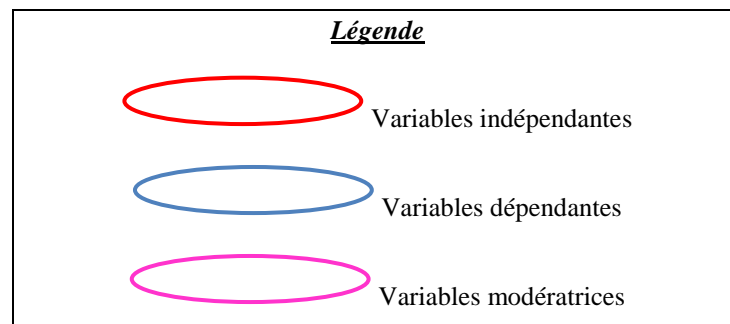 Légende
Variables indépendantes
Variables dépendantes
Variables modératrices